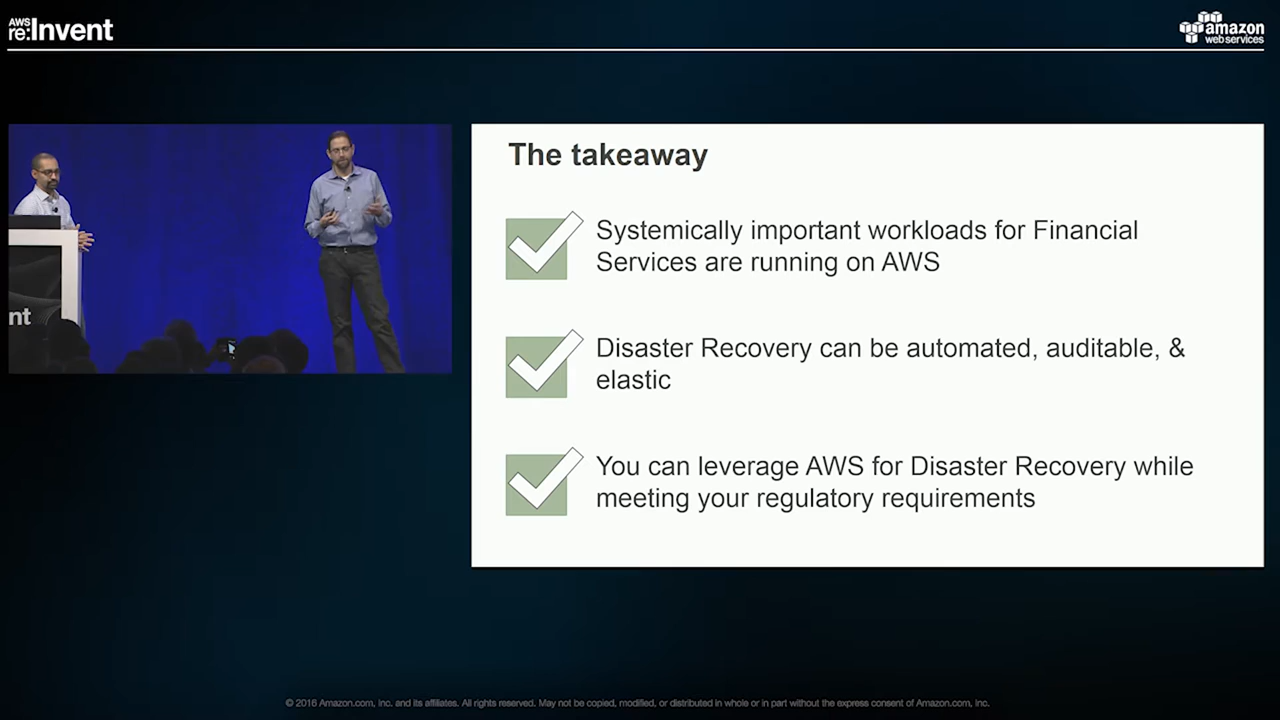 AWS
re:Invent
amazon
webservices
nt
The takeaway
Systemically important workloads for Financial
Services are running on AWS
Disaster Recovery can be automated, auditable, &
elastic
You can leverage AWS for Disaster Recovery while
meeting your regulatory requirements
© 2016 Amazon.com, Inc. and its affiliates. All rights reserved. May not be copied, modified, or distributed in whole or in part without the express consent of Amazon.com, Inc.